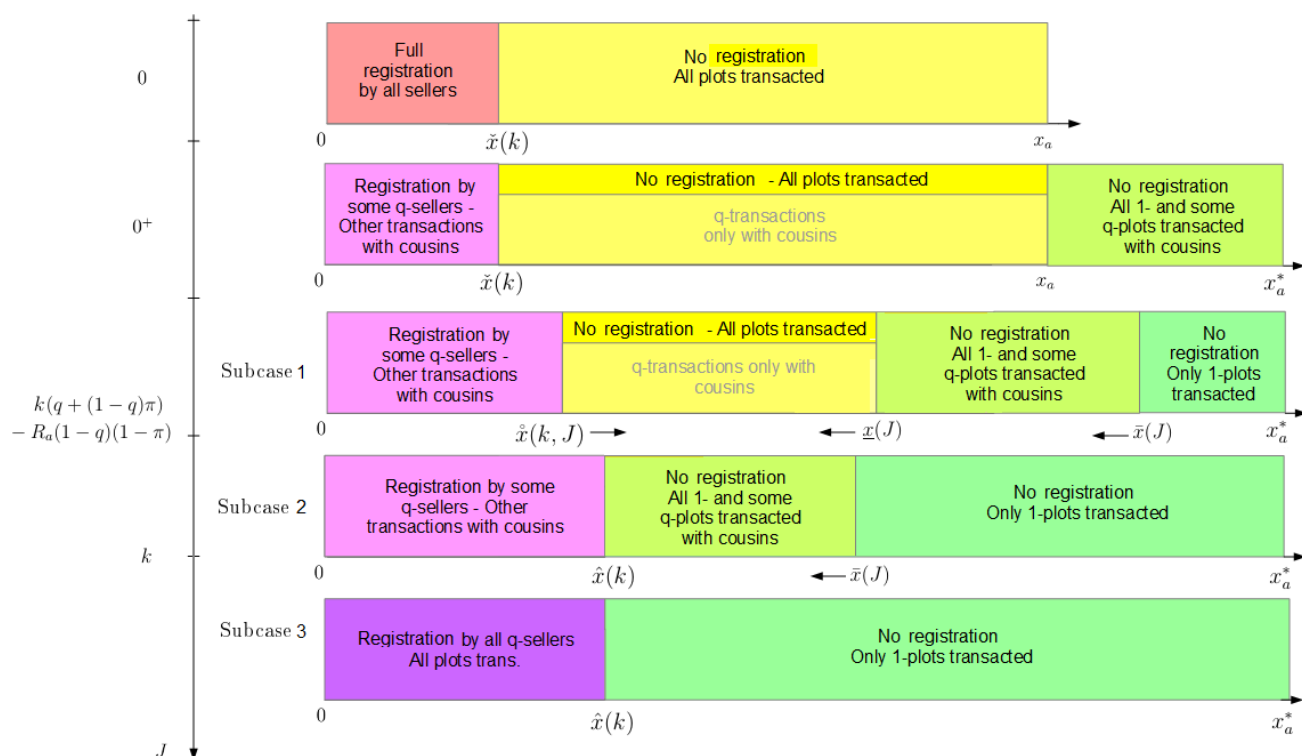 0
Full
registration
by all sellers
No registration
All plots transacted
0
x̌(k)
x_a
0⁺
Registration by
some q-sellers -
Other transactions
with cousins
No registration - All plots transacted
q-transactions
only with cousins
No registration
All 1- and some
q-plots transacted
with cousins
0
x̌(k)
x_a
x_a^*
Subcase 1
Registration by
some q-sellers -
Other transactions
with cousins
No registration - All plots transacted
q-transactions only with
cousins
No registration
All 1- and some
q-plots transacted
with cousins
No
registration
Only 1-plots
transacted
0
x̊(k, J)
x̲(J)
x̄(J)
x_a^*
k(q + (1 − q)π)
− R_a(1 − q)(1 − π)
Subcase 2
Registration by some
q-sellers - Other
transactions with cousins
No registration
All 1- and some
q-plots transacted
with cousins
No registration
Only 1-plots transacted
k
0
x̂(k)
x̄(J)
x_a^*
Subcase 3
Registration by all q-sellers
All plots trans.
No registration
Only 1-plots transacted
0
x̂(k)
x_a^*
J